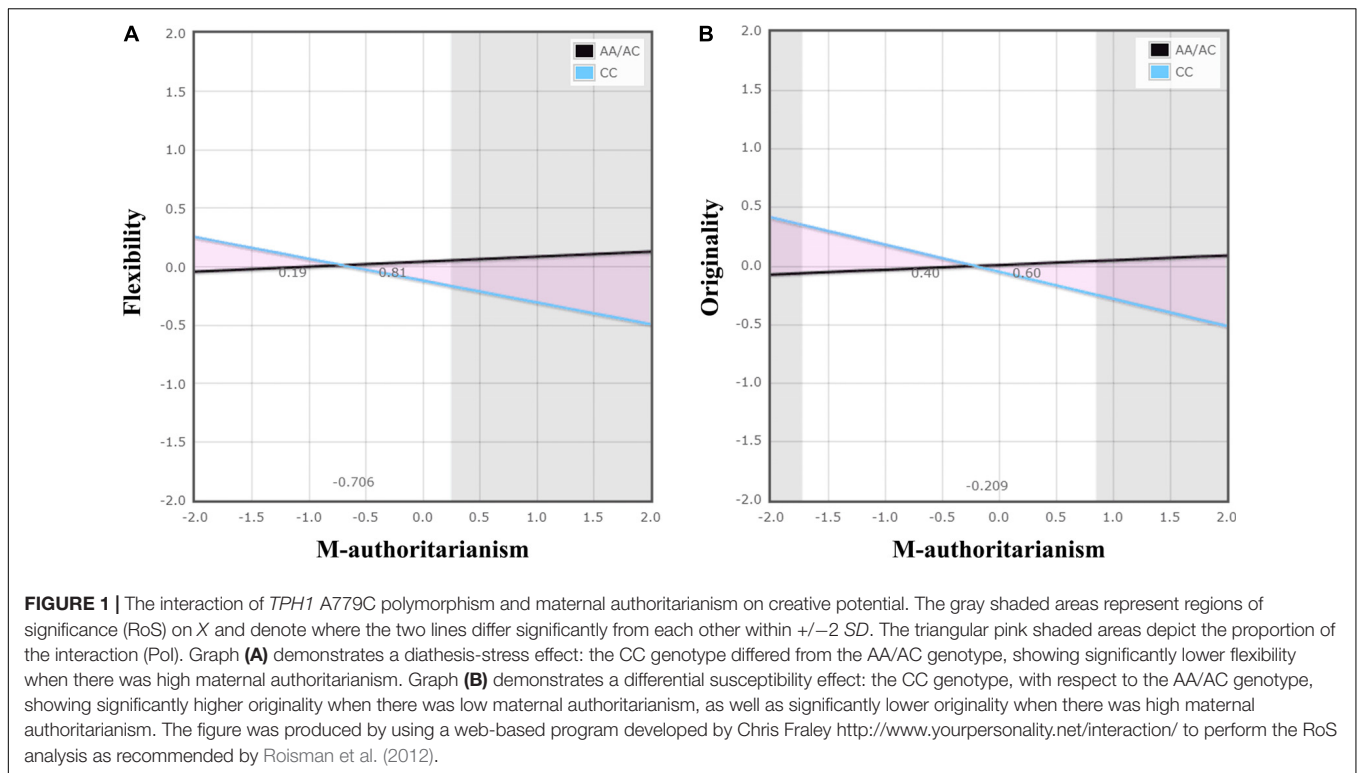 A
2.0
1.5
1.0
0.5
0.0
-0.5
-1.0
-1.5
-2.0
AA/AC
CC
0.19
0.81
-0.706
-2.0 -1.5 -1.0 -0.5 0.0 0.5 1.0 1.5 2.0
Flexibility
M-authoritarianism
B
2.0
1.5
1.0
0.5
0.0
-0.5
-1.0
-1.5
-2.0
AA/AC
CC
0.40
0.60
-0.209
-2.0 -1.5 -1.0 -0.5 0.0 0.5 1.0 1.5 2.0
Originality
M-authoritarianism
FIGURE 1 | The interaction of TPH1 A779C polymorphism and maternal authoritarianism on creative potential. The gray shaded areas represent regions of
significance (RoS) on X and denote where the two lines differ significantly from each other within +/−2 SD. The triangular pink shaded areas depict the proportion of
the interaction (PoI). Graph (A) demonstrates a diathesis-stress effect: the CC genotype differed from the AA/AC genotype, showing significantly lower flexibility
when there was high maternal authoritarianism. Graph (B) demonstrates a differential susceptibility effect: the CC genotype, with respect to the AA/AC genotype,
showing significantly higher originality when there was low maternal authoritarianism, as well as significantly lower originality when there was high maternal
authoritarianism. The figure was produced by using a web-based program developed by Chris Fraley http://www.yourpersonality.net/interaction/ to perform the RoS
analysis as recommended by Roisman et al. (2012).